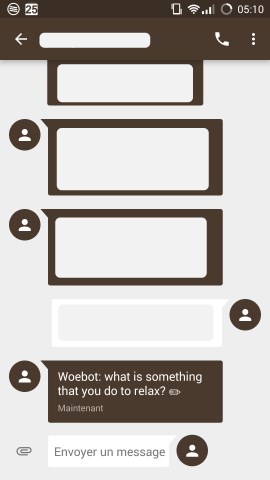 25
05:10
Woebot: what is something
that you do to relax? ✏
Maintenant
Envoyer un message